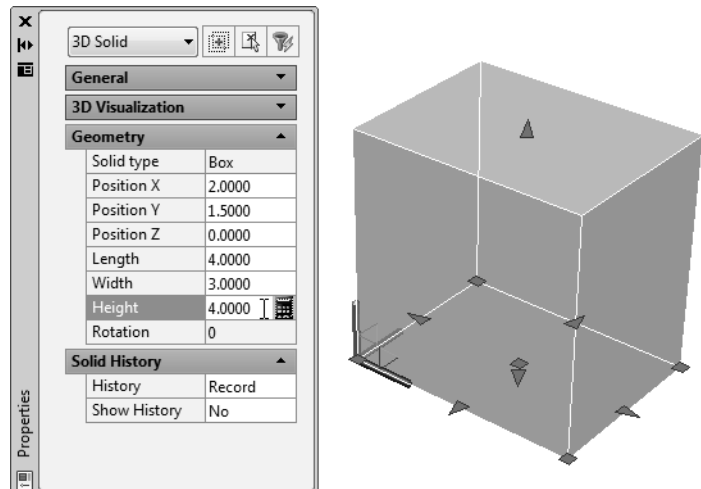 3D Solid
General
3D Visualization
Geometry
Solid type Box
Position X 2.0000
Position Y 1.5000
Position Z 0.0000
Length 4.0000
Width 3.0000
Height 4.0000
Rotation 0
Solid History
History Record
Show History No
Properties